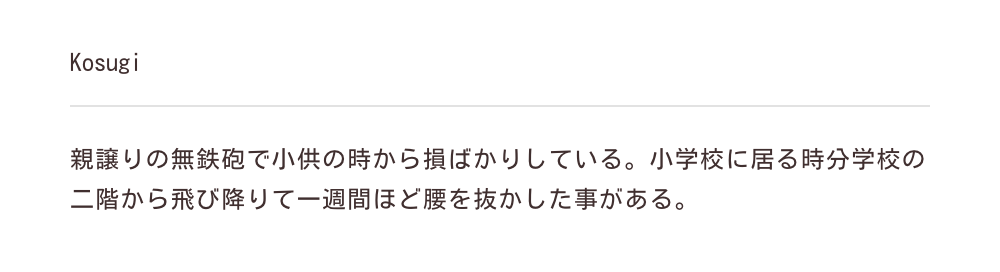 Kosugi
親譲りの無鉄砲で小供の時から損ばかりしている。小学校に居る時分学校の
二階から飛び降りて一週間ほど腰を抜かした事がある。